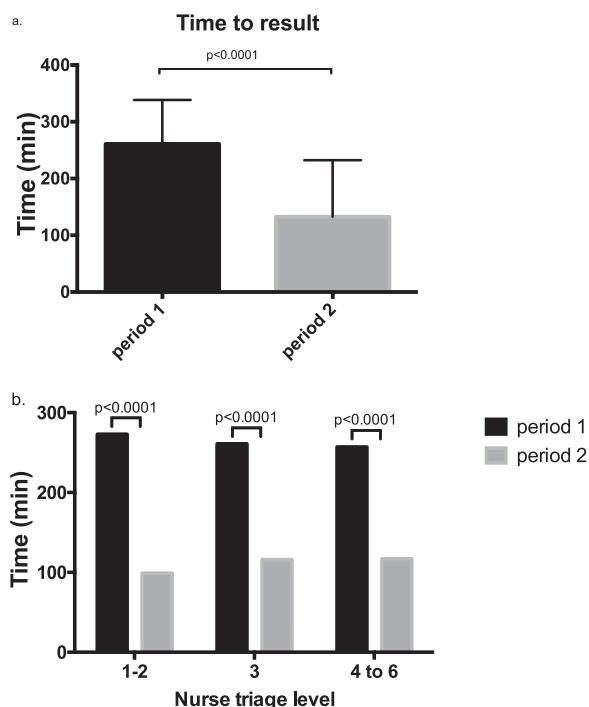 a.
Time to result
p<0.0001
400
300
200
100
0
Time (min)
period 1
period 2
b.
p<0.0001
p<0.0001
p<0.0001
300
200
100
0
Time (min)
period 1
period 2
1-2
3
4 to 6
Nurse triage level